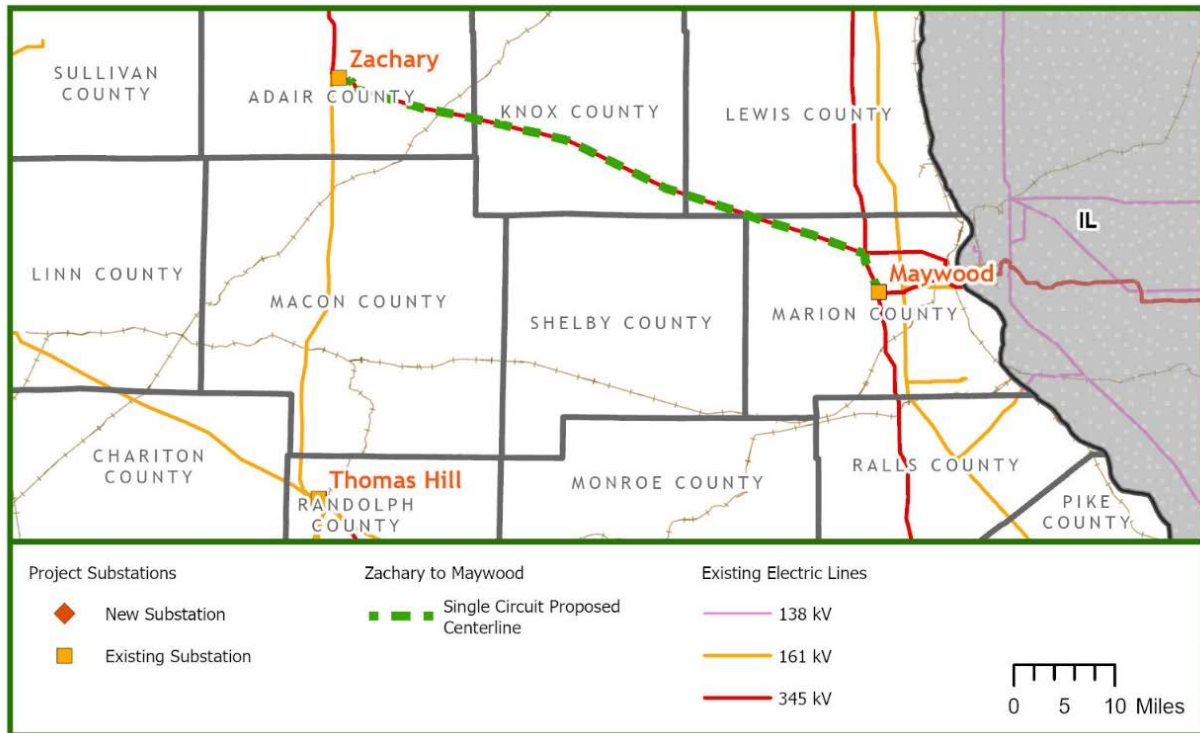 Zachary
SULLIVAN
COUNTY
ADAIR COUNTY
KNOX COUNTY
LEWIS COUNTY
IL
LINN COUNTY
MACON COUNTY
Maywood
SHELBY COUNTY
MARION COUNTY
CHARITON
COUNTY
Thomas Hill
RANDOLPH
COUNTY
MONROE COUNTY
RALLS COUNTY
PIKE
COUNTY
Project Substations
New Substation
Existing Substation
Zachary to Maywood
Single Circuit Proposed
Centerline
Existing Electric Lines
138 kV
161 kV
345 kV
0 5 10 Miles